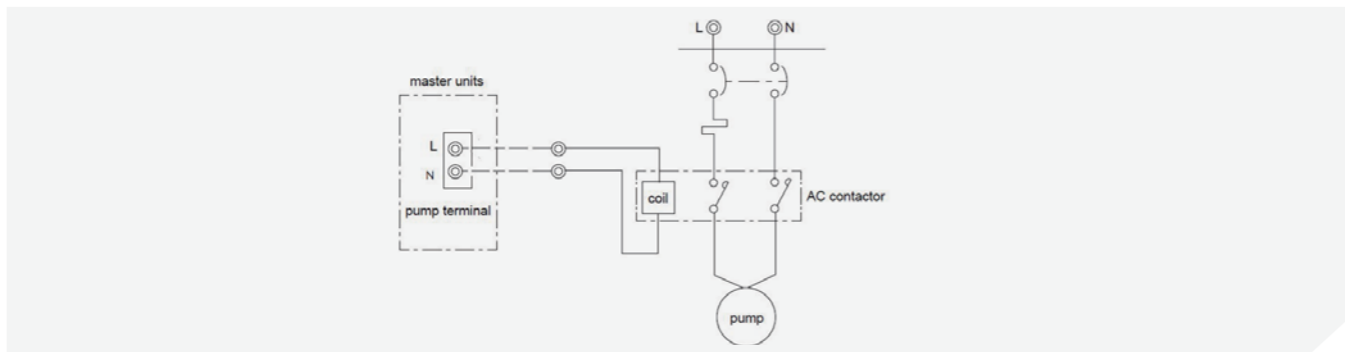 L N
master units
L
N
coil
AC contactor
pump terminal
pump